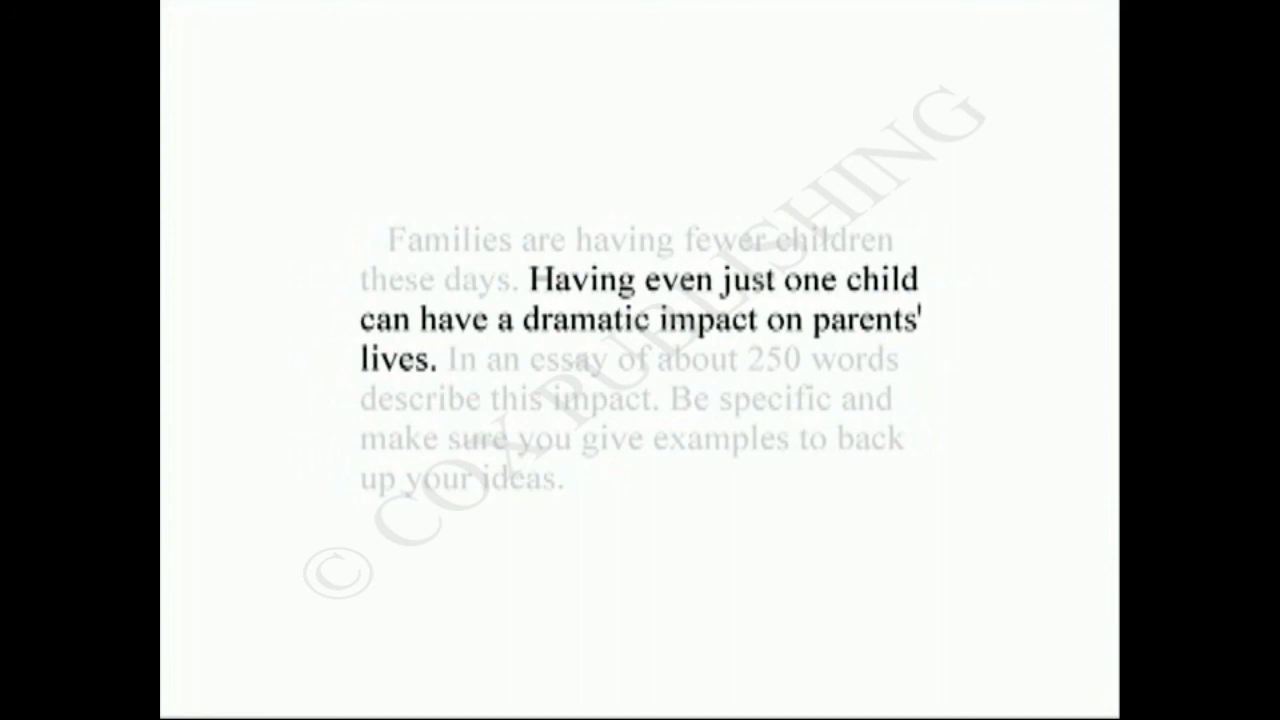 Families are having fewer children
these days. Having even just one child
can have a dramatic impact on parents'
lives. In an essay of about 250 words
describe this impact. Be specific and
make sure you give examples to back
up your ideas.
© COX PUBLISHING